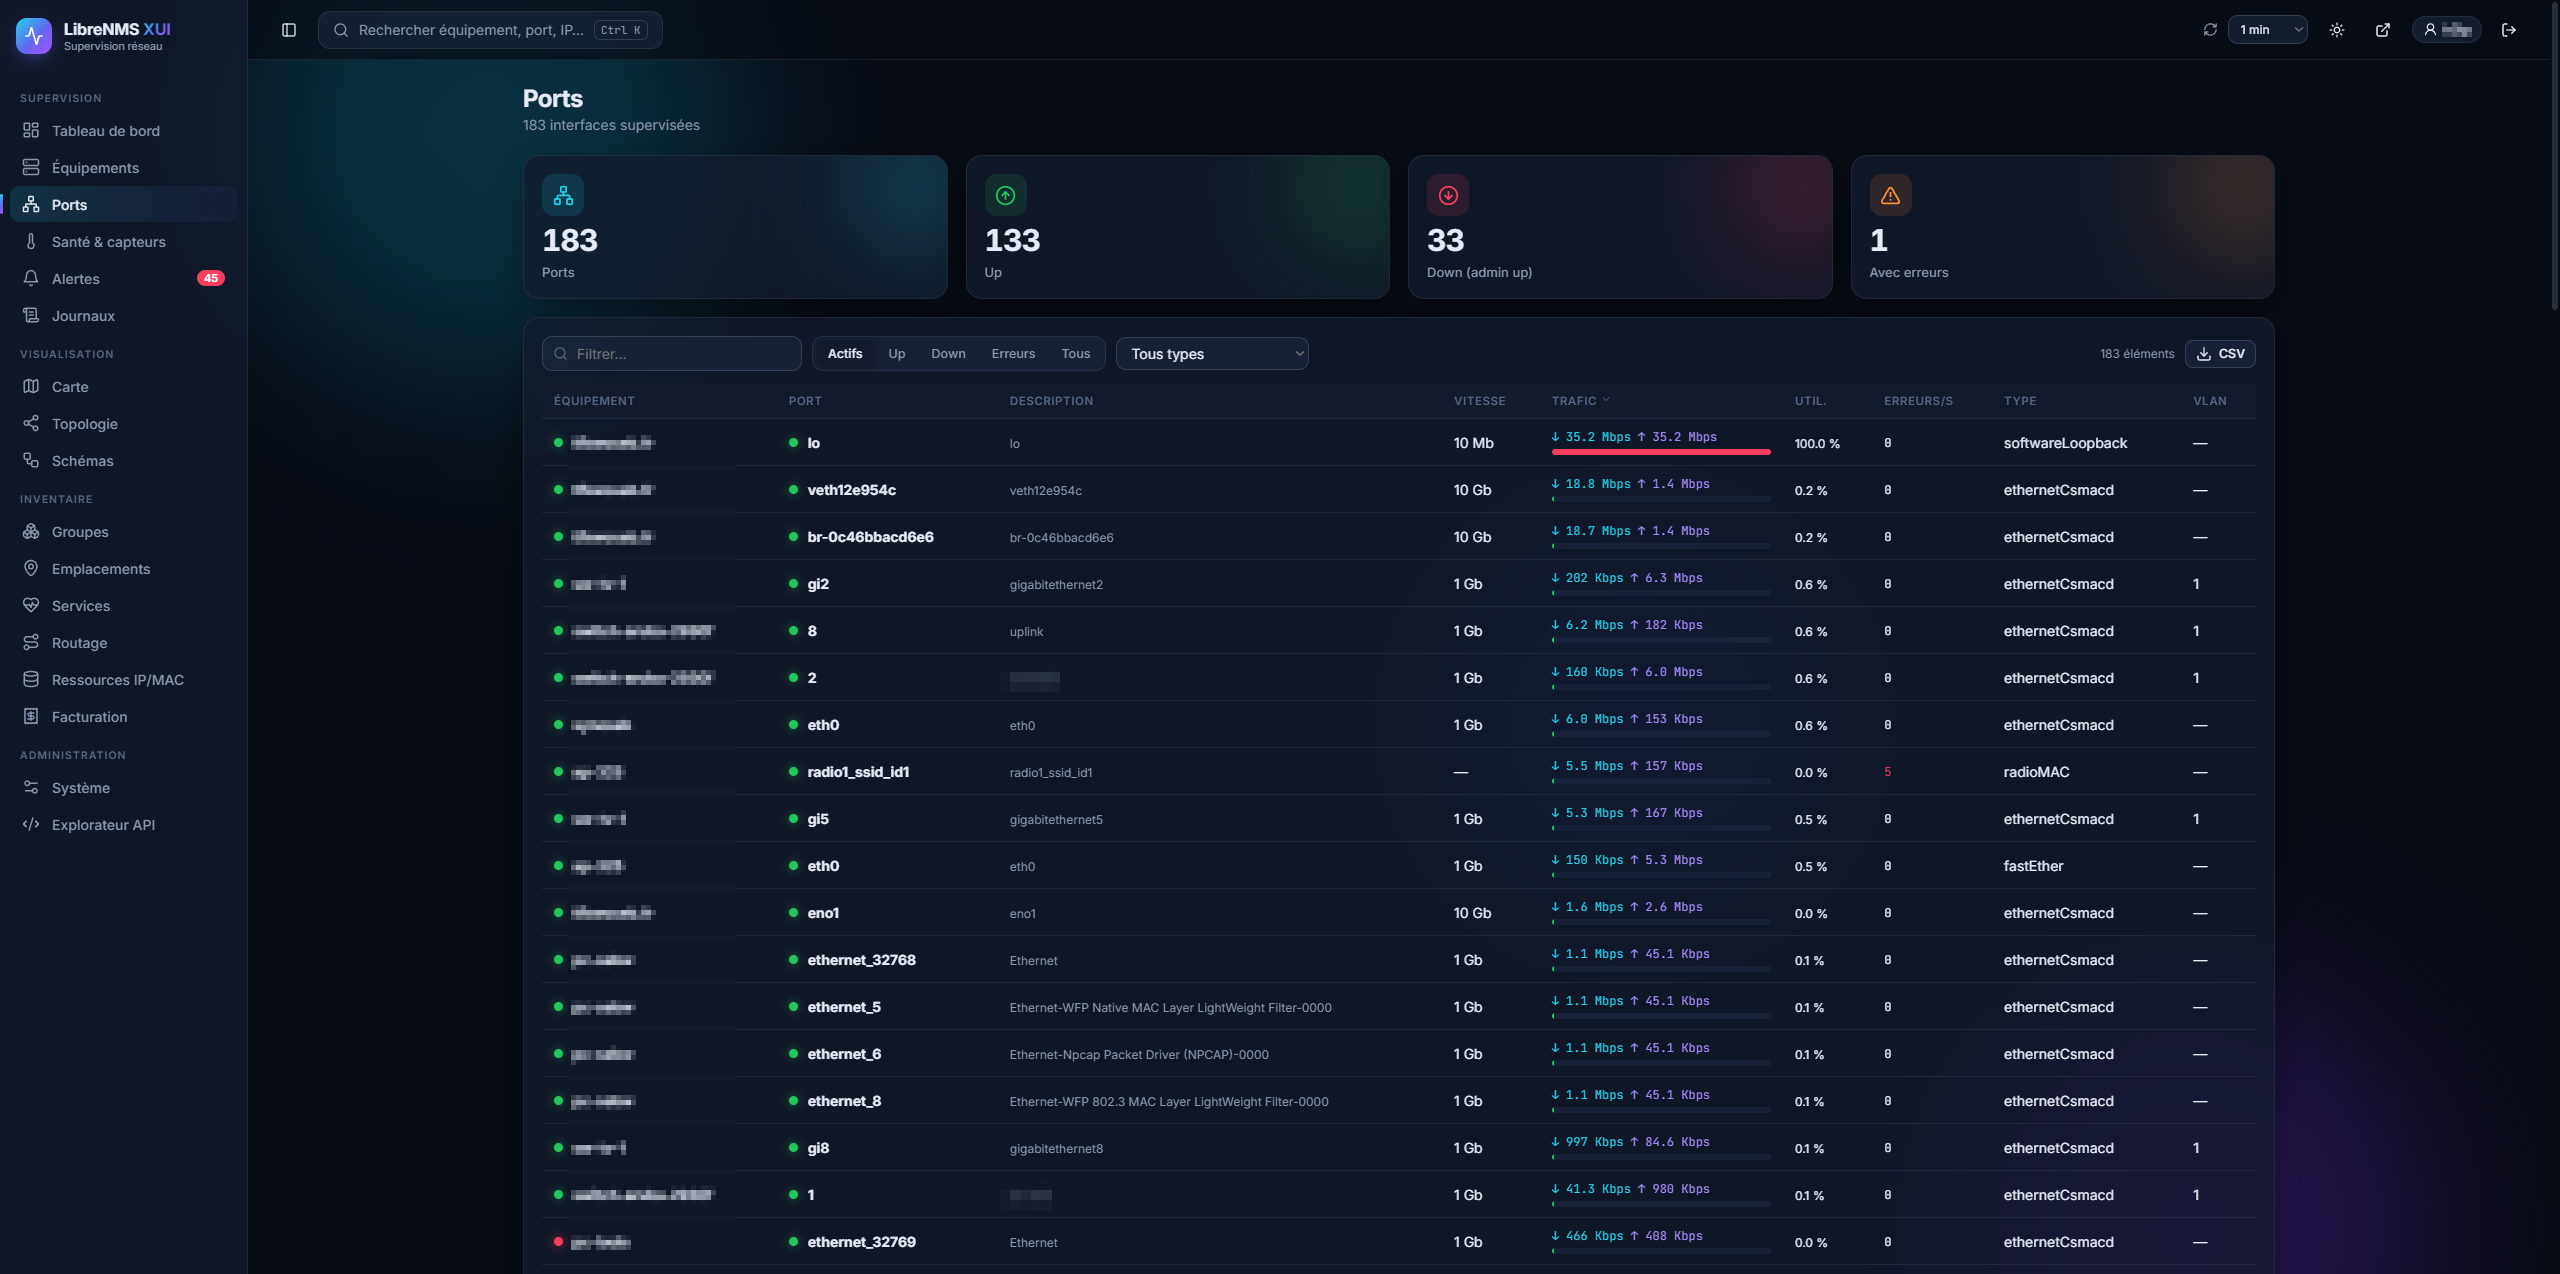 LibreNMS XUI
Supervision réseau
Rechercher équipement, port, IP... Ctrl K
1 min
SUPERVISION
Tableau de bord
Équipements
Ports
Santé & capteurs
Alertes 45
Journaux
VISUALISATION
Carte
Topologie
Schémas
INVENTAIRE
Groupes
Emplacements
Services
Routage
Ressources IP/MAC
Facturation
ADMINISTRATION
Système
Explorateur API
Ports
183 interfaces supervisées
183
Ports
133
Up
33
Down (admin up)
1
Avec erreurs
Filtrer... Actifs Up Down Erreurs Tous Tous types 183 éléments CSV
ÉQUIPEMENT PORT DESCRIPTION VITESSE TRAFIC UTIL. ERREURS/S TYPE VLAN
lo lo 10 Mb ↓ 35.2 Mbps ↑ 35.2 Mbps 100.0 % 0 softwareLoopback —
veth12e954c veth12e954c 10 Gb ↓ 18.8 Mbps ↑ 1.4 Mbps 0.2 % 0 ethernetCsmacd —
br-0c46bbacd6e6 br-0c46bbacd6e6 10 Gb ↓ 18.7 Mbps ↑ 1.4 Mbps 0.2 % 0 ethernetCsmacd —
gi2 gigabitethernet2 1 Gb ↓ 202 Kbps ↑ 6.3 Mbps 0.6 % 0 ethernetCsmacd 1
8 uplink 1 Gb ↓ 6.2 Mbps ↑ 182 Kbps 0.6 % 0 ethernetCsmacd 1
2 1 Gb ↓ 160 Kbps ↑ 6.0 Mbps 0.6 % 0 ethernetCsmacd 1
eth0 eth0 1 Gb ↓ 6.0 Mbps ↑ 153 Kbps 0.6 % 0 ethernetCsmacd —
radio1_ssid_id1 radio1_ssid_id1 — ↓ 5.5 Mbps ↑ 157 Kbps 0.0 % 5 radioMAC —
gi5 gigabitethernet5 1 Gb ↓ 5.3 Mbps ↑ 167 Kbps 0.5 % 0 ethernetCsmacd 1
eth0 eth0 1 Gb ↓ 150 Kbps ↑ 5.3 Mbps 0.5 % 0 fastEther —
eno1 eno1 10 Gb ↓ 1.6 Mbps ↑ 2.6 Mbps 0.0 % 0 ethernetCsmacd —
ethernet_32768 Ethernet 1 Gb ↓ 1.1 Mbps ↑ 45.1 Kbps 0.1 % 0 ethernetCsmacd —
ethernet_5 Ethernet-WFP Native MAC Layer LightWeight Filter-0000 1 Gb ↓ 1.1 Mbps ↑ 45.1 Kbps 0.1 % 0 ethernetCsmacd —
ethernet_6 Ethernet-Npcap Packet Driver (NPCAP)-0000 1 Gb ↓ 1.1 Mbps ↑ 45.1 Kbps 0.1 % 0 ethernetCsmacd —
ethernet_8 Ethernet-WFP 802.3 MAC Layer LightWeight Filter-0000 1 Gb ↓ 1.1 Mbps ↑ 45.1 Kbps 0.1 % 0 ethernetCsmacd —
gi8 gigabitethernet8 1 Gb ↓ 997 Kbps ↑ 84.6 Kbps 0.1 % 0 ethernetCsmacd 1
1 1 Gb ↓ 41.3 Kbps ↑ 980 Kbps 0.1 % 0 ethernetCsmacd 1
ethernet_32769 Ethernet 1 Gb ↓ 466 Kbps ↑ 408 Kbps 0.0 % 0 ethernetCsmacd —